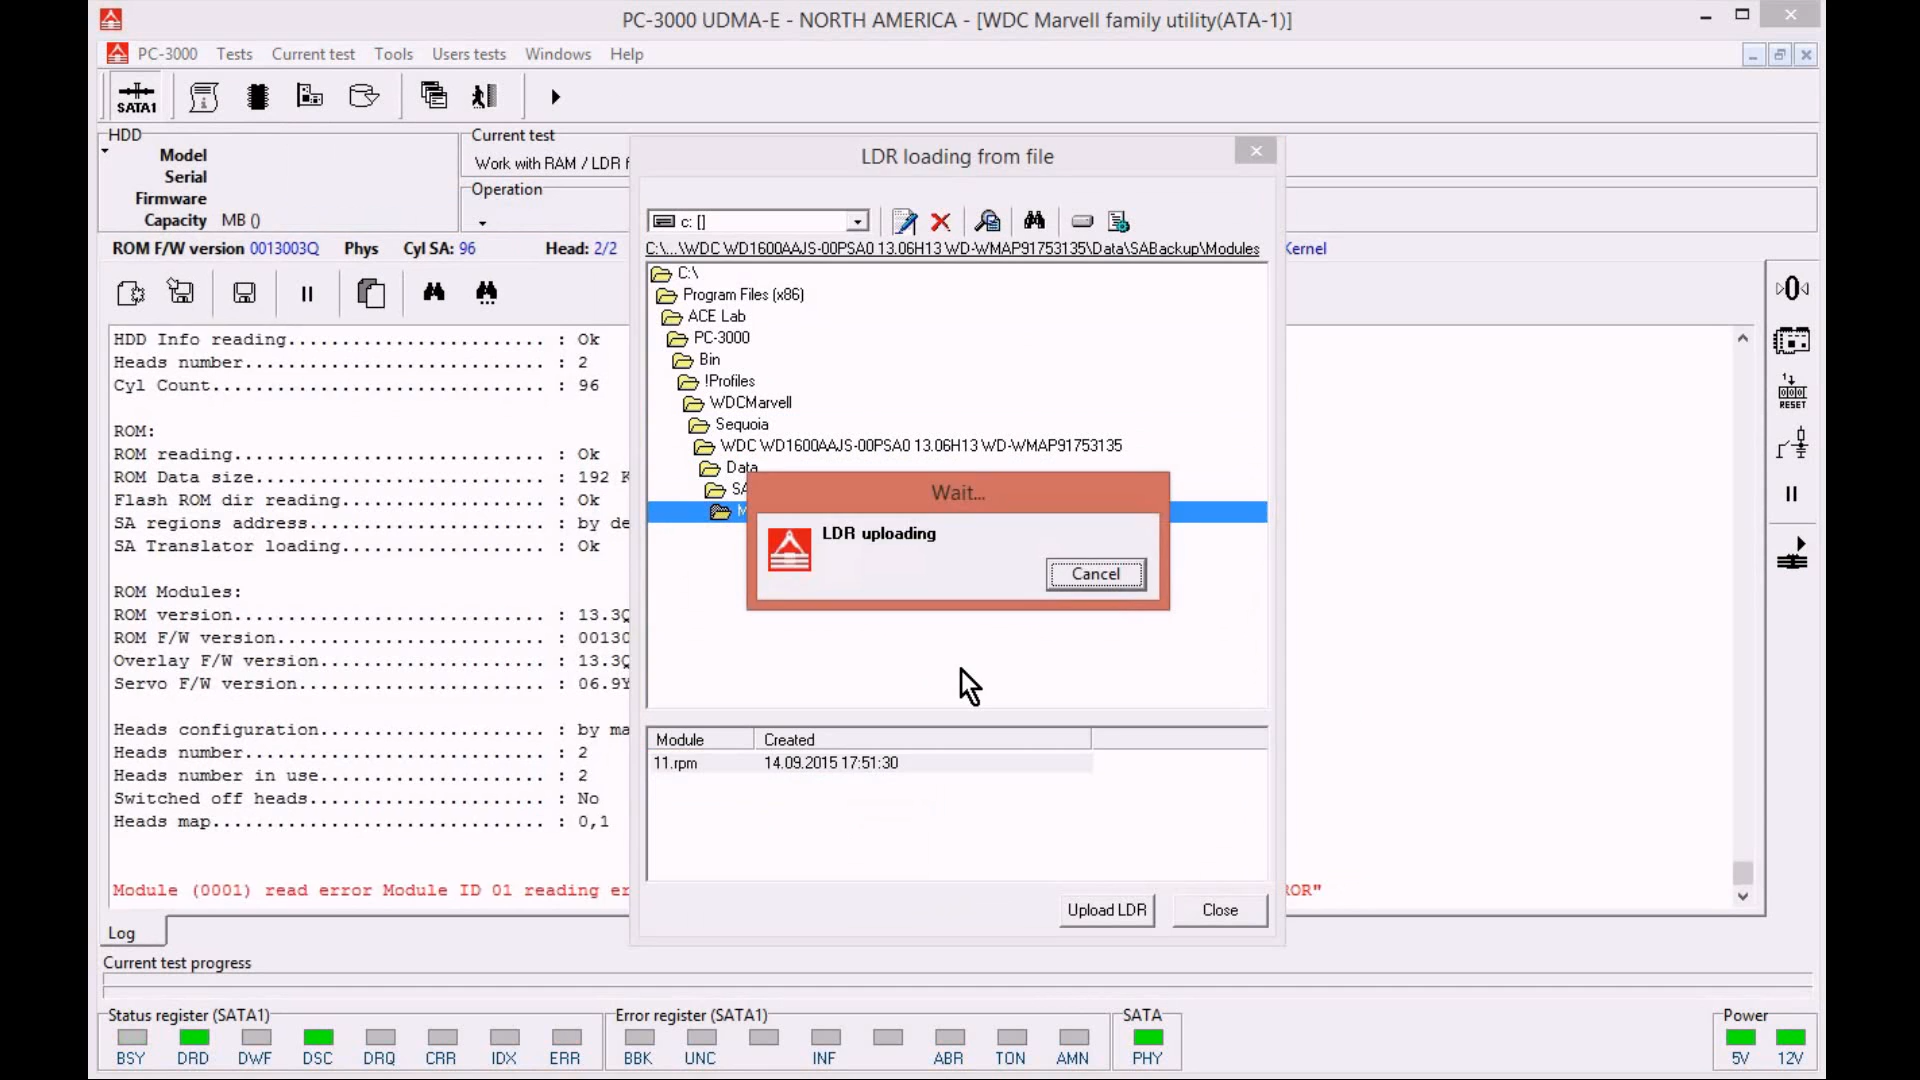 PC-3000 UDMA-E - NORTH AMERICA - [WDC Marvell family utility(ATA-1)]
PC-3000 Tests Current test Tools Users tests Windows Help
SATA1
HDD
Model
Serial
Firmware
Capacity MB ()
Current test
Work with RAM / LDR
Operation
ROM F/W version 0013003Q Phys Cyl SA: 96 Head: 2/2
Kernel
LDR loading from file
c: []
C:\...\WDC WD1600AAJS-00PSA0 13.06H13 WD-WMAP91753135\Data\SABackup\Modules
C:\
Program Files (x86)
ACE Lab
PC-3000
Bin
!Profiles
WDCMarvell
Sequoia
WDC WD1600AAJS-00PSA0 13.06H13 WD-WMAP91753135
Data
SA
M
Wait...
LDR uploading
Cancel
Module Created
11.rpm 14.09.2015 17:51:30
Upload LDR Close
HDD Info reading........................ : Ok
Heads number............................ : 2
Cyl Count............................... : 96
ROM:
ROM reading............................. : Ok
ROM Data size........................... : 192
Flash ROM dir reading................... : Ok
SA regions address...................... : by de
SA Translator loading................... : Ok
ROM Modules:
ROM version............................. : 13.3Q
ROM F/W version......................... : 00130
Overlay F/W version..................... : 13.3Q
Servo F/W version....................... : 06.9Y
Heads configuration..................... : by ma
Heads number............................ : 2
Heads number in use..................... : 2
Switched off heads...................... : No
Heads map............................... : 0,1
Module (0001) read error Module ID 01 reading er
ROR"
RESET
Log
Current test progress
Status register (SATA1)
BSY DRD DWF DSC DRQ CRR IDX ERR
Error register (SATA1)
BBK UNC INF ABR TON AMN
SATA
PHY
Power
5V 12V